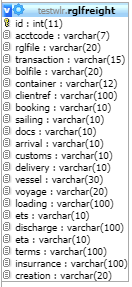 testwlr.rglfreight
id : int(11)
acctcode : varchar(7)
rglfile : varchar(20)
transaction : varchar(15)
bolfile : varchar(20)
container : varchar(12)
clientref : varchar(100)
booking : varchar(10)
sailing : varchar(10)
docs : varchar(10)
arrival : varchar(10)
customs : varchar(10)
delivery : varchar(10)
vessel : varchar(30)
voyage : varchar(20)
loading : varchar(100)
ets : varchar(10)
discharge : varchar(100)
eta : varchar(10)
terms : varchar(100)
insurrance : varchar(100)
creation : varchar(20)